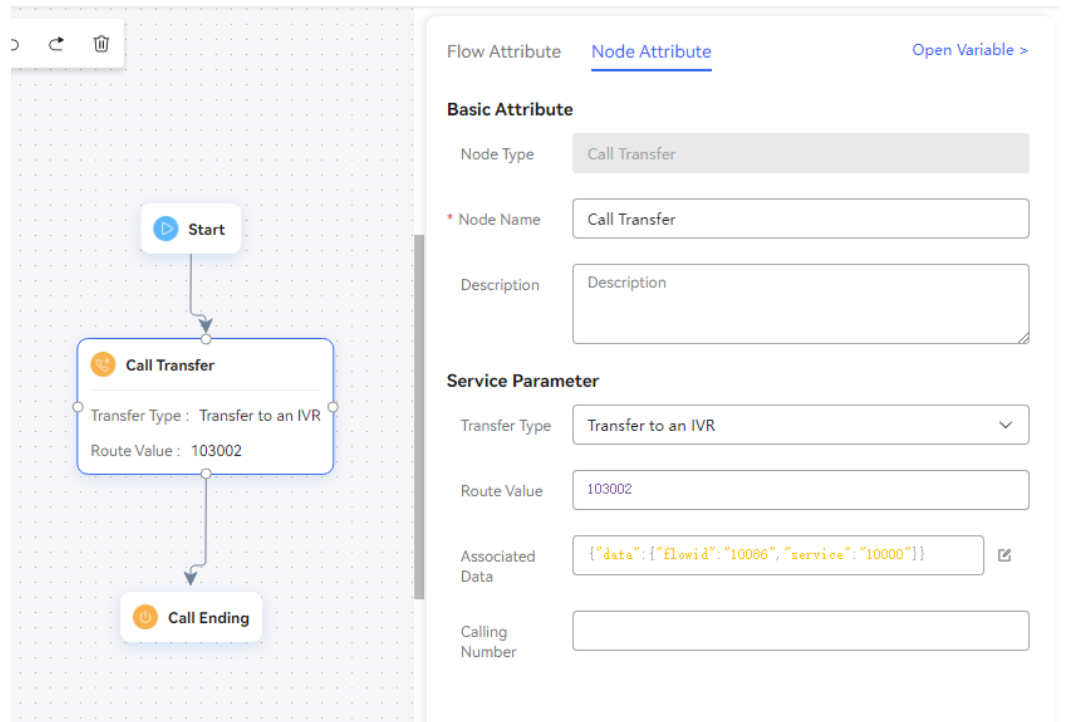 Flow Attribute
Node Attribute
Open Variable >
Basic Attribute
Node Type
Call Transfer
* Node Name
Call Transfer
Description
Description
Service Parameter
Transfer Type
Transfer to an IVR
Route Value
103002
Associated
Data
{"data":{"flowid":"10086","service":"10000"}}
Calling
Number
Start
Call Transfer
Transfer Type : Transfer to an IVR
Route Value : 103002
Call Ending